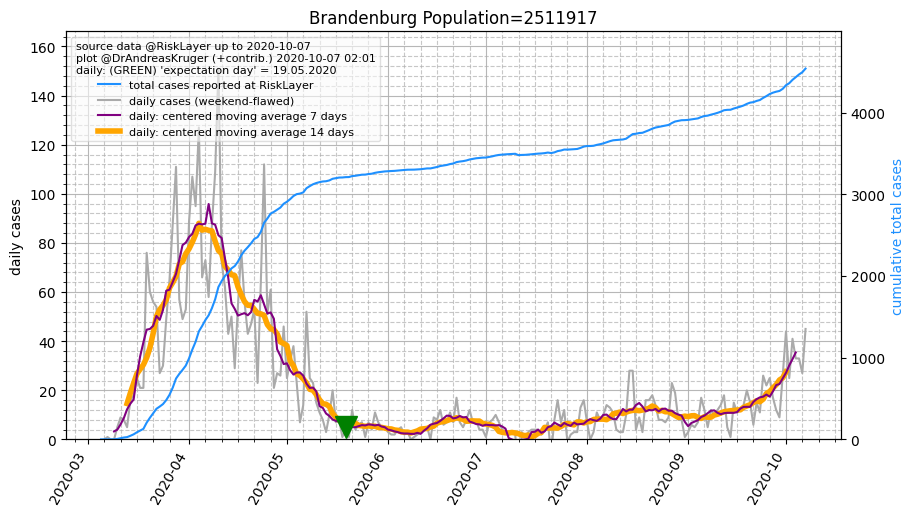 Brandenburg Population=2511917
source data @RiskLayer up to 2020-10-07
plot @DrAndreasKruger (+contrib.) 2020-10-07 02:01
daily: (GREEN) 'expectation day' = 19.05.2020
total cases reported at RiskLayer
daily cases (weekend-flawed)
daily: centered moving average 7 days
daily: centered moving average 14 days
daily cases
160
140
120
100
80
60
40
20
0
cumulative total cases
4000
3000
2000
1000
0
2020-03
2020-04
2020-05
2020-06
2020-07
2020-08
2020-09
2020-10